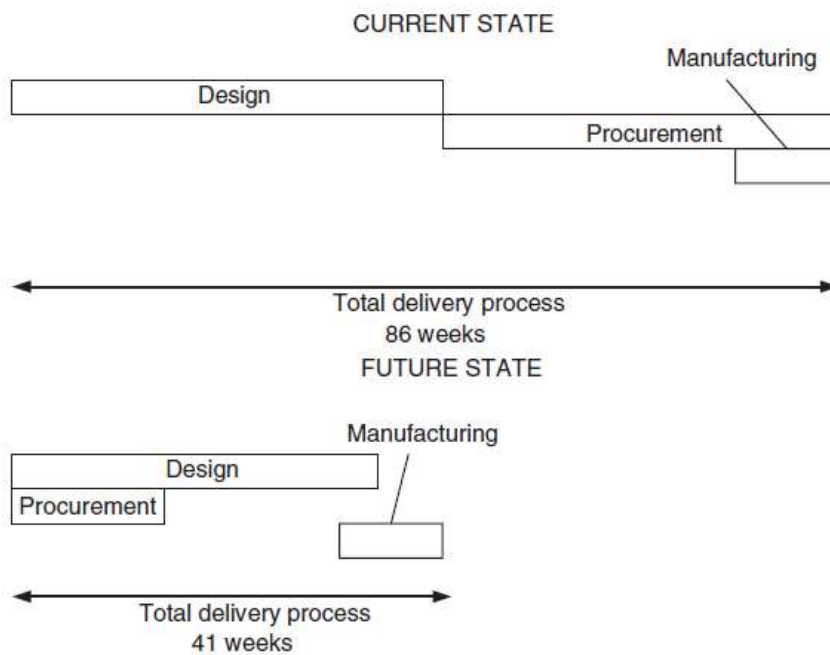 CURRENT STATE
Manufacturing
Design
Procurement
Total delivery process
86 weeks
FUTURE STATE
Manufacturing
Design
Procurement
Total delivery process
41 weeks